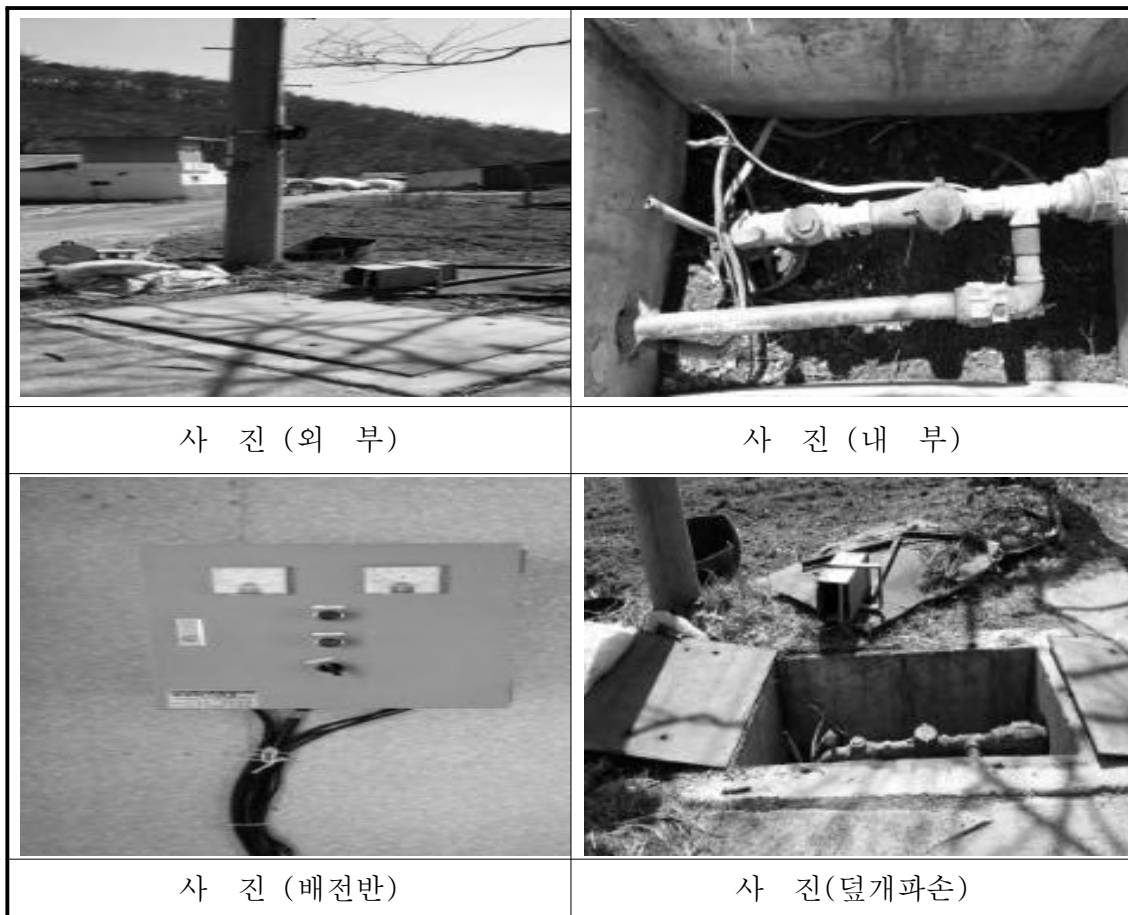 사 진 (외 부)
사 진 (내 부)
사 진 (배전반)
사 진(덮개파손)